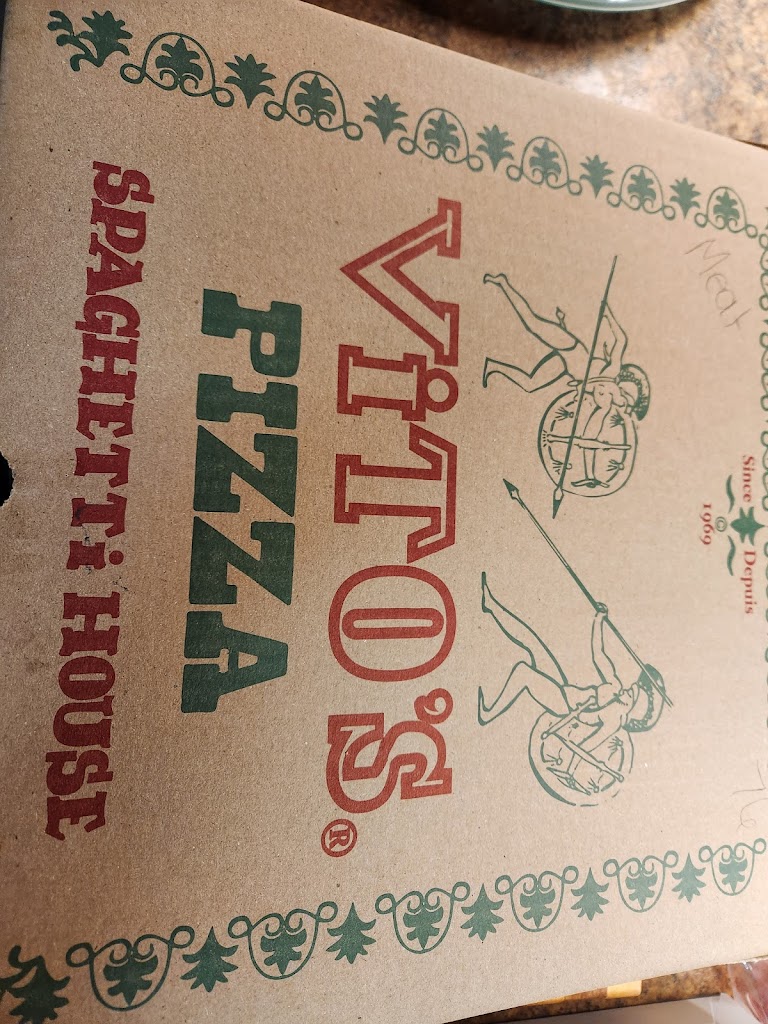 Meat
Since Depuis
©
1969
ViTO'S®
PIZZA
SPAGHETTi HOUSE